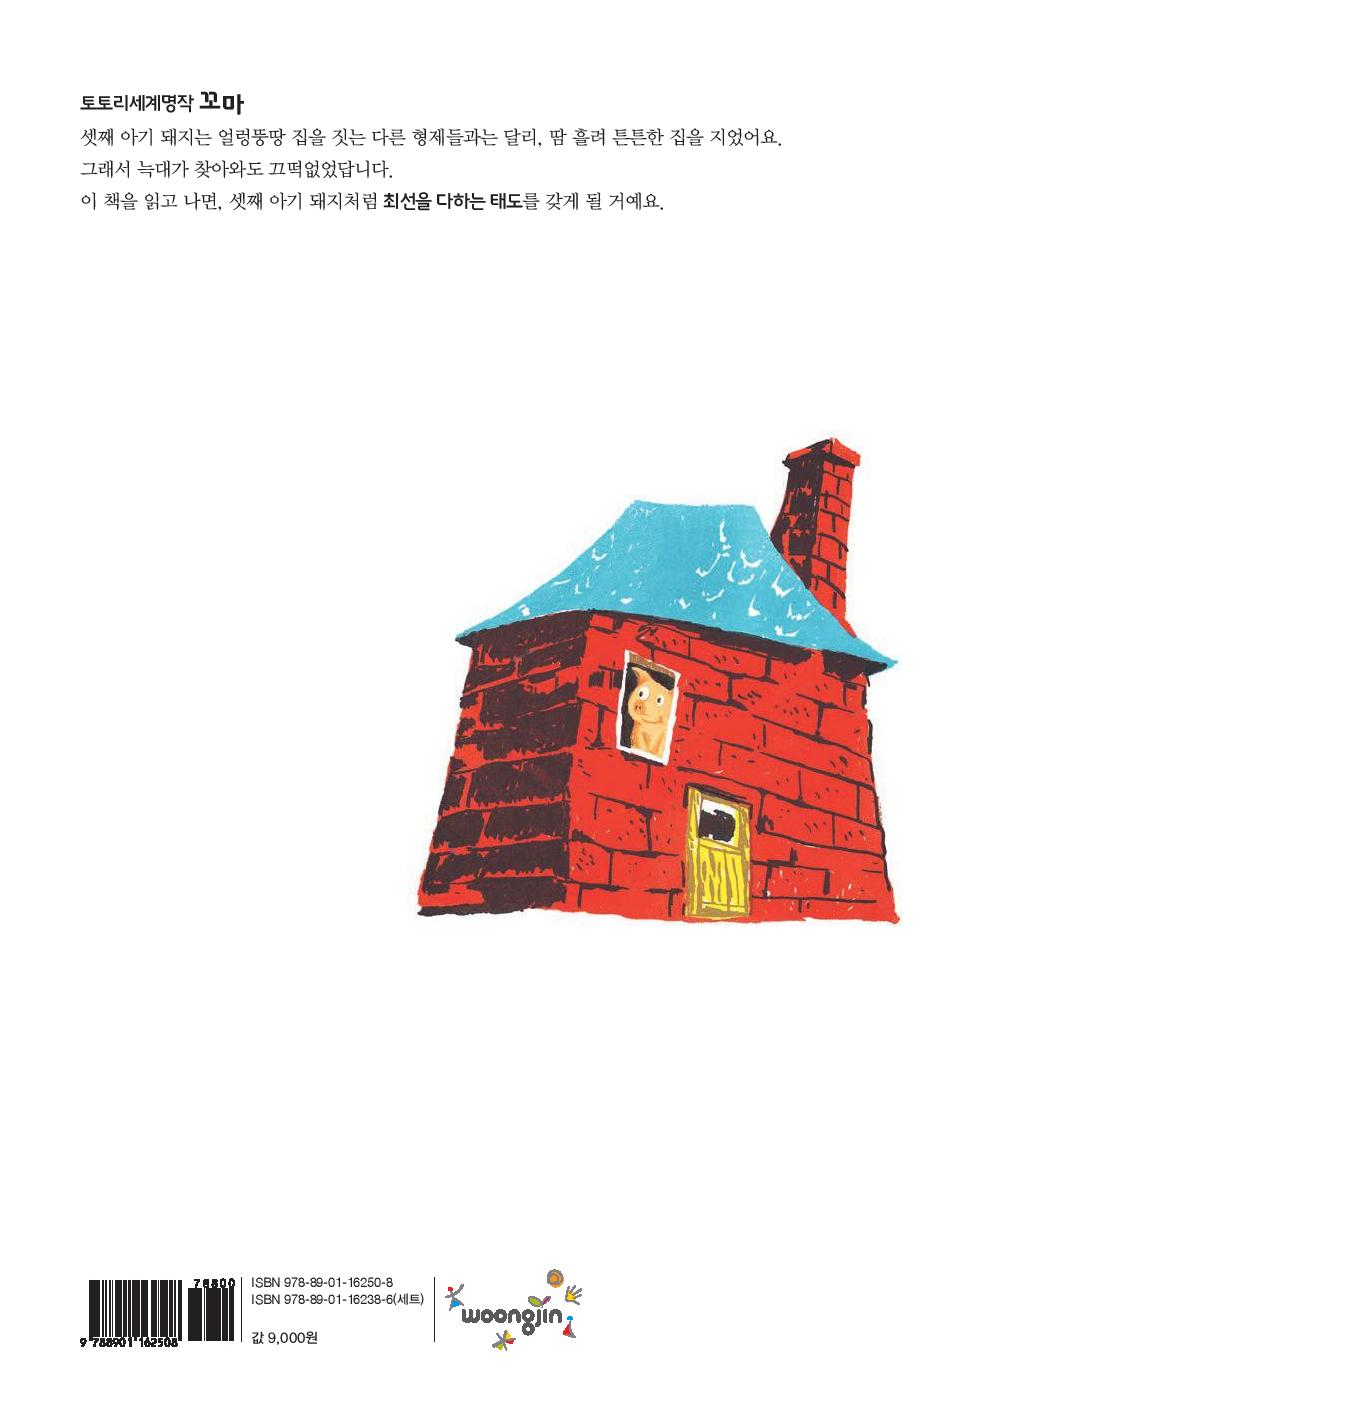 토토리세계명작 꼬마
셋째 아기 돼지는 얼렁뚱땅 집을 짓는 다른 형제들과는 달리, 땀 흘려 튼튼한 집을 지었어요.
그래서 늑대가 찾아와도 끄떡없었답니다.
이 책을 읽고 나면, 셋째 아기 돼지처럼 최선을 다하는 태도를 갖게 될 거예요.
ISBN 978-89-01-16250-8
ISBN 978-89-01-16238-6(세트)
값 9,000원
9 788901 162508
woongjin